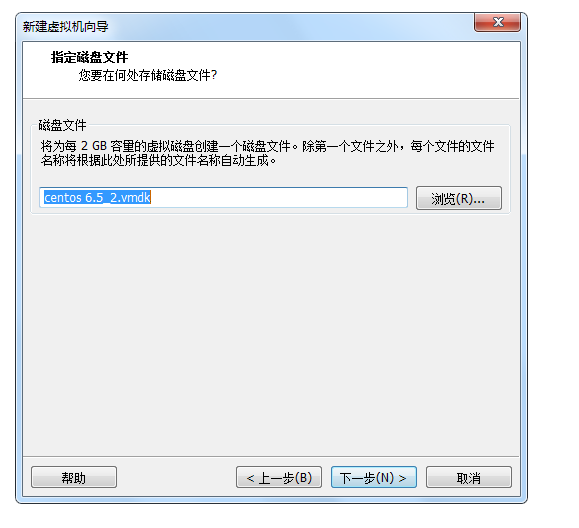 新建虚拟机向导
指定磁盘文件
您要在何处存储磁盘文件?
磁盘文件
将为每 2 GB 容量的虚拟磁盘创建一个磁盘文件。除第一个文件之外，每个文件的文件
名称将根据此处所提供的文件名称自动生成。
centos 6.5_2.vmdk
浏览(R)...
帮助
< 上一步(B)
下一步(N) >
取消